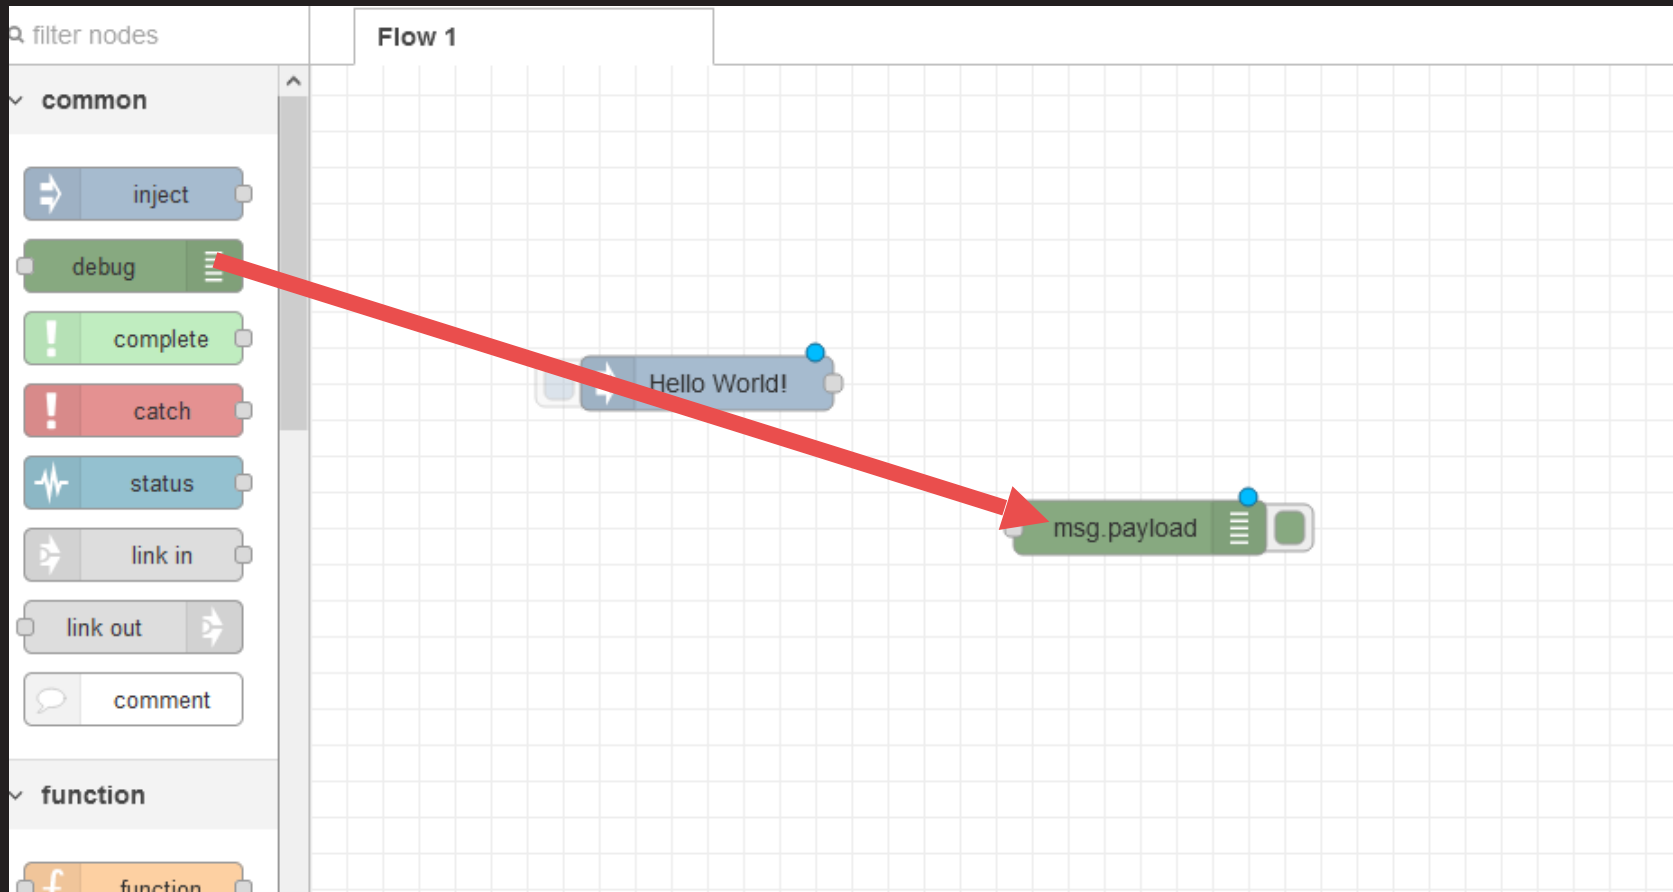 filter nodes
Flow 1
common
inject
debug
complete
catch
status
link in
link out
comment
function
function
Hello World!
msg.payload